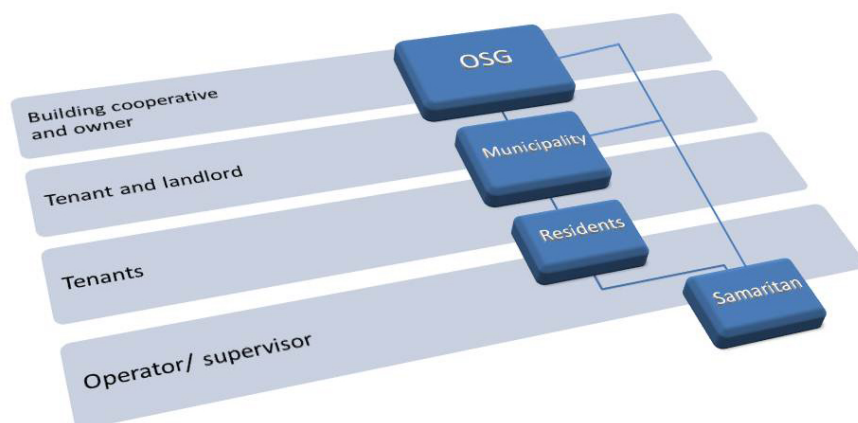 OSG
Building cooperative
and owner
Municipality
Tenant and landlord
Residents
Tenants
Samaritan
Operator/ supervisor